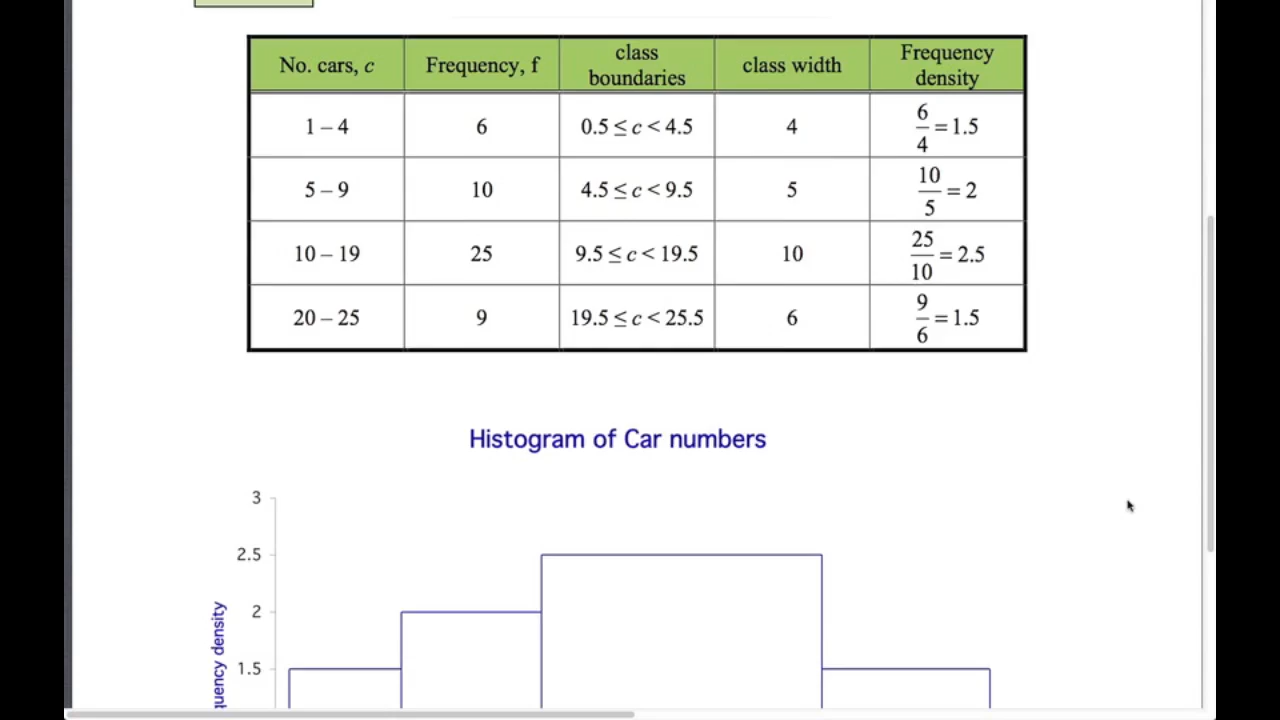 No. cars, c Frequency, f class boundaries class width Frequency density
1 – 4 6 0.5 ≤ c < 4.5 4 6/4 = 1.5
5 – 9 10 4.5 ≤ c < 9.5 5 10/5 = 2
10 – 19 25 9.5 ≤ c < 19.5 10 25/10 = 2.5
20 – 25 9 19.5 ≤ c < 25.5 6 9/6 = 1.5
Histogram of Car numbers
3
2.5
2
1.5
quency density